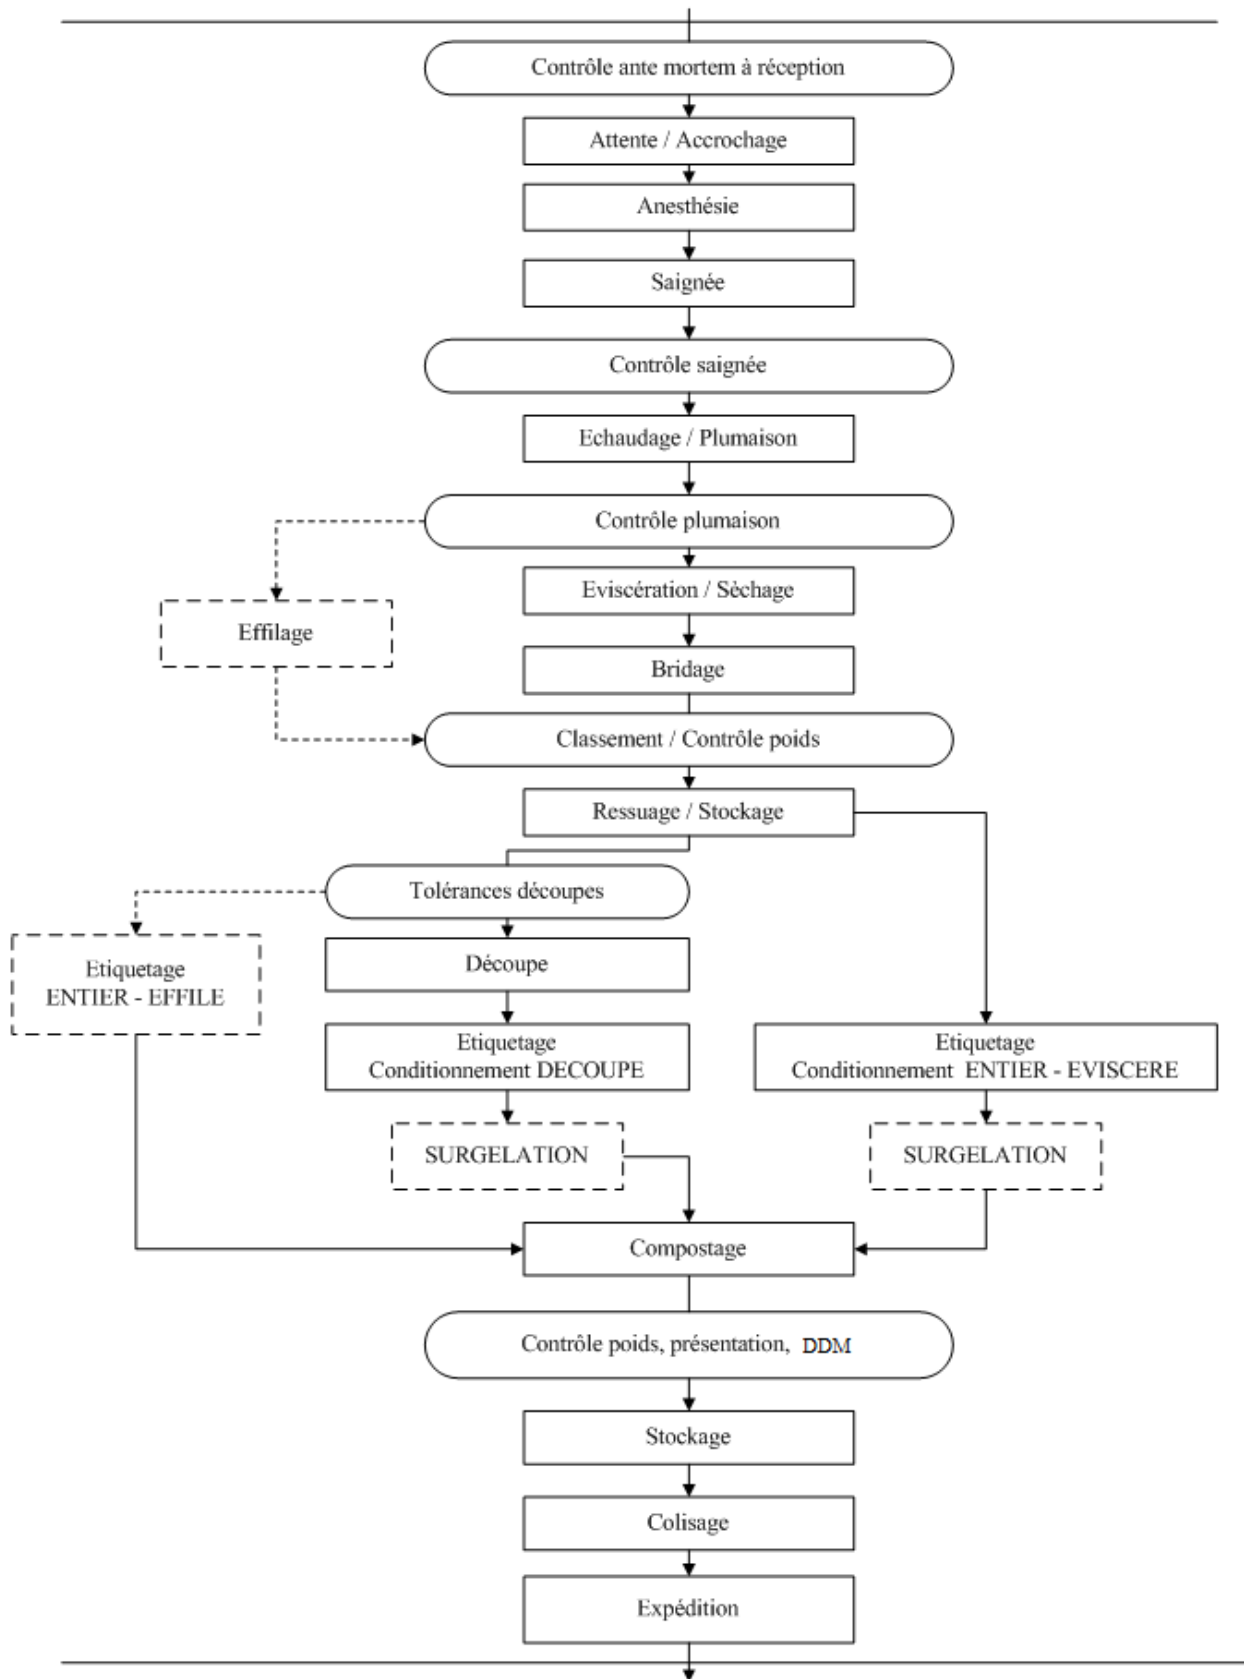 Contrôle ante mortem à réception
Attente / Accrochage
Anesthésie
Saignée
Contrôle saignée
Echaudage / Plumaison
Contrôle plumaison
Eviscération / Sèchage
Effilage
Bridage
Classement / Contrôle poids
Ressuage / Stockage
Tolérances découpes
Etiquetage
ENTIER - EFFILE
Découpe
Etiquetage
Conditionnement DECOUPE
Etiquetage
Conditionnement ENTIER - EVISCERE
SURGELATION
SURGELATION
Compostage
Contrôle poids, présentation, DDM
Stockage
Colisage
Expédition